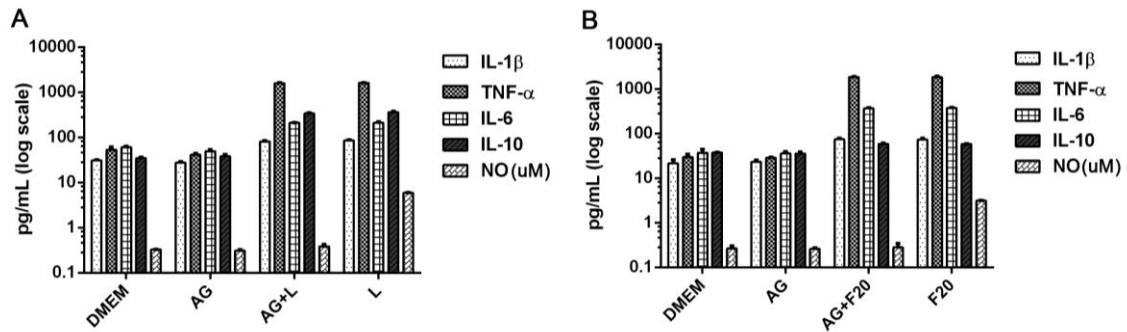 A
pg/mL (log scale)
10000
1000
100
10
1
0.1
DMEM
AG
AG+L
L
IL-1β
TNF-α
IL-6
IL-10
NO(uM)
B
pg/mL (log scale)
10000
1000
100
10
1
0.1
DMEM
AG
AG+F20
F20
IL-1β
TNF-α
IL-6
IL-10
NO(uM)